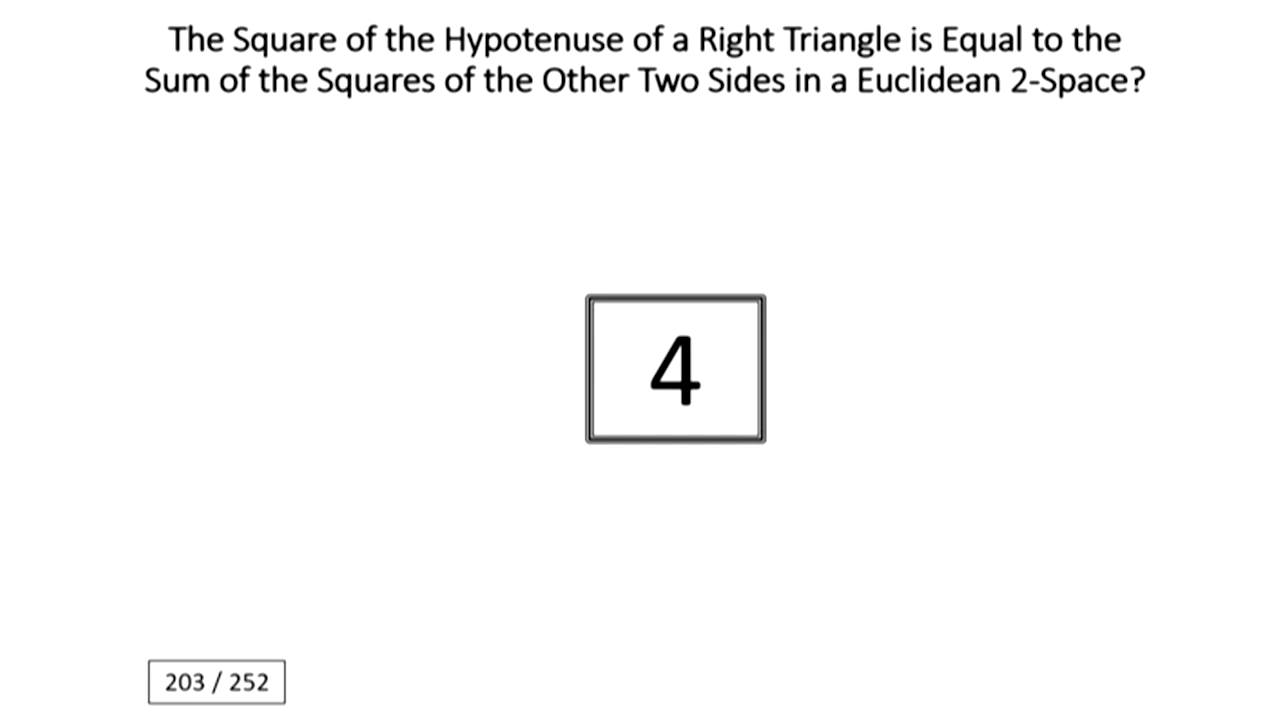 The Square of the Hypotenuse of a Right Triangle is Equal to the
Sum of the Squares of the Other Two Sides in a Euclidean 2-Space?
4
203 / 252